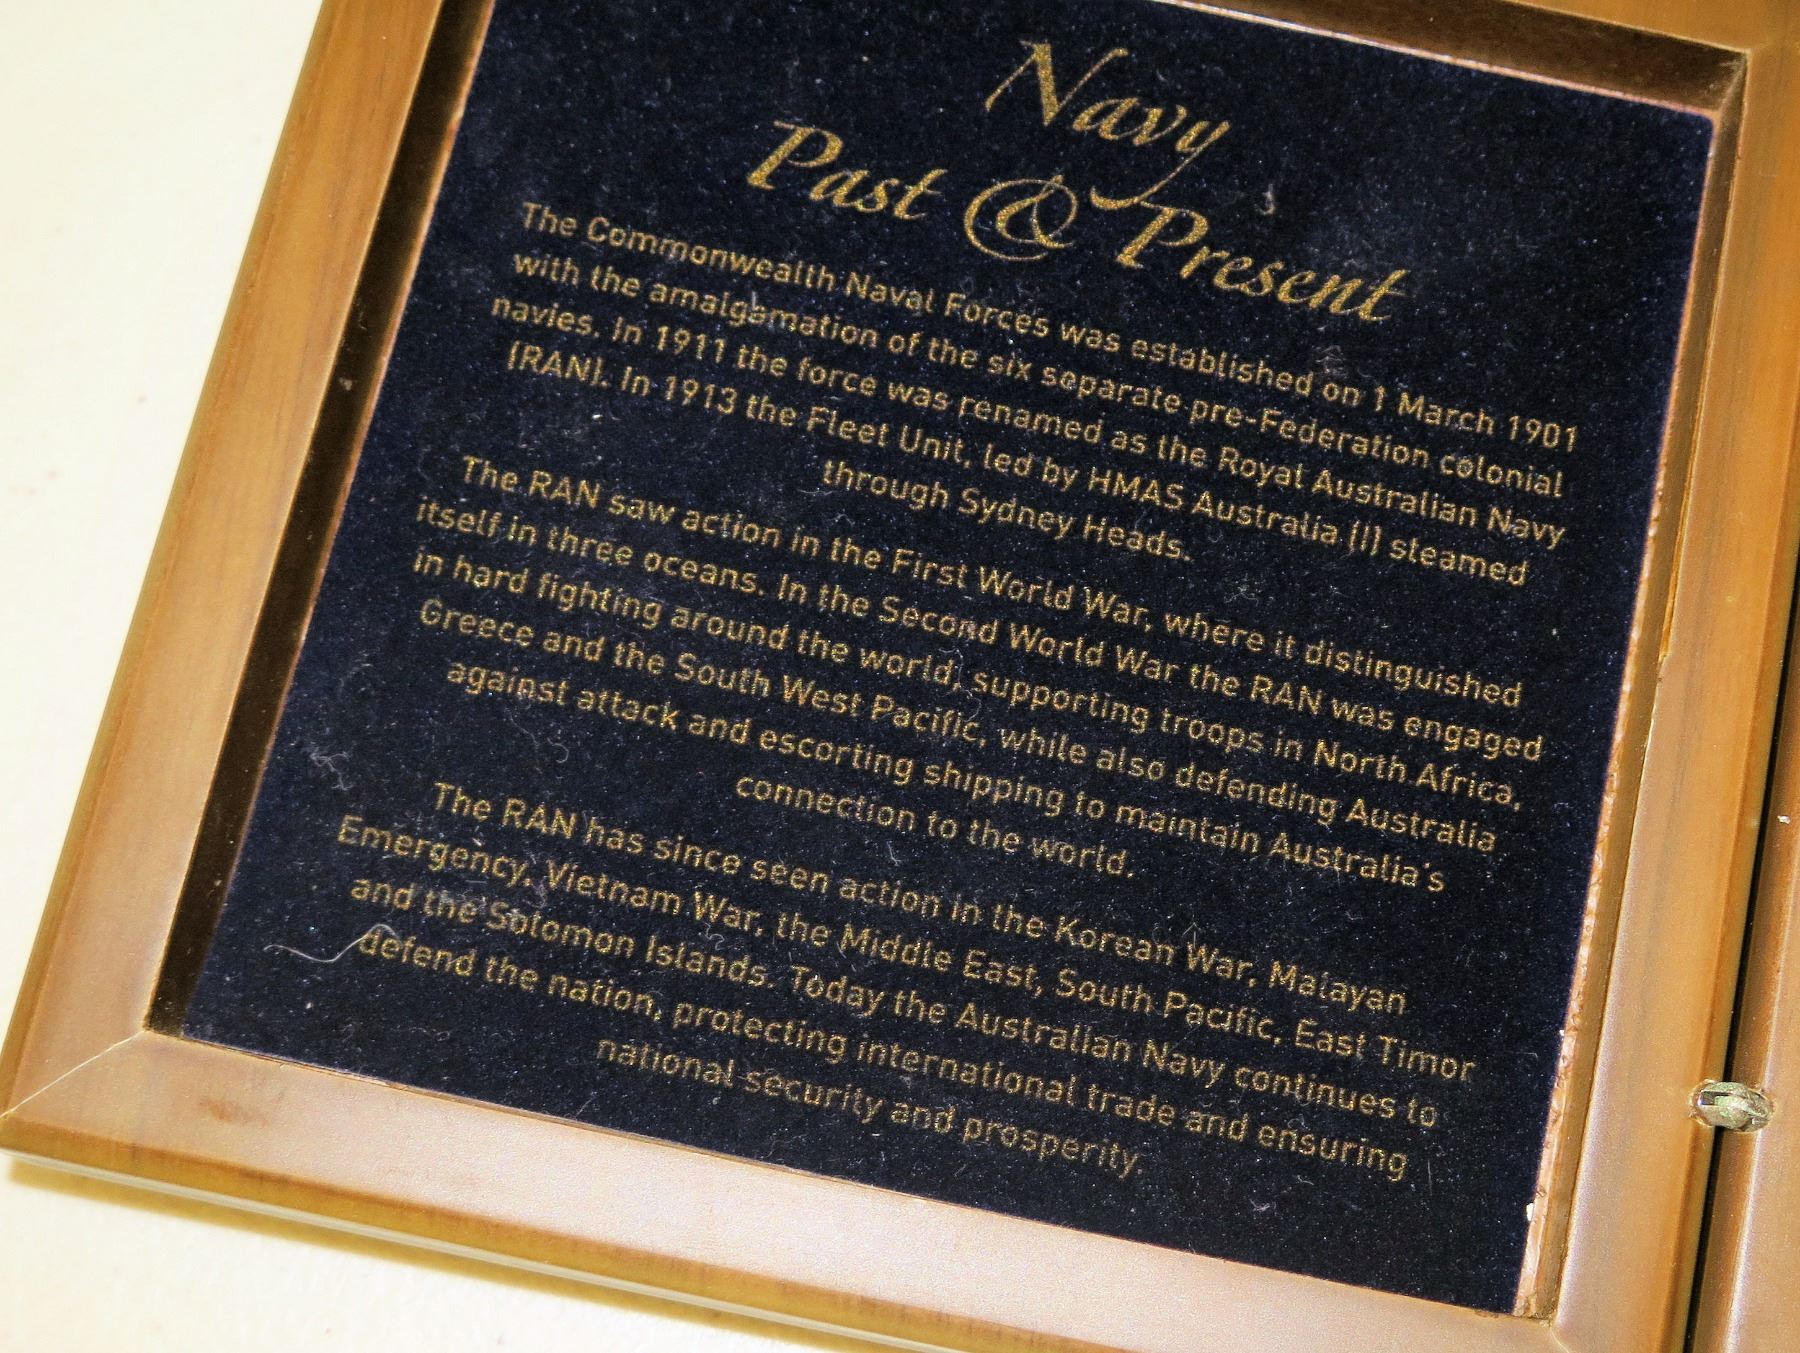 Navy
Past & Present
The Commonwealth Naval Forces was established on 1 March 1901
with the amalgamation of the six separate pre-Federation colonial
navies. In 1911 the force was renamed as the Royal Australian Navy
(RAN). In 1913 the Fleet Unit, led by HMAS Australia (I) steamed
through Sydney Heads.
The RAN saw action in the First World War, where it distinguished
itself in three oceans. In the Second World War the RAN was engaged
in hard fighting around the world, supporting troops in North Africa,
Greece and the South West Pacific, while also defending Australia
against attack and escorting shipping to maintain Australia's
connection to the world.
The RAN has since seen action in the Korean War, Malayan
Emergency, Vietnam War, the Middle East, South Pacific, East Timor
and the Solomon Islands. Today the Australian Navy continues to
defend the nation, protecting international trade and ensuring
national security and prosperity.